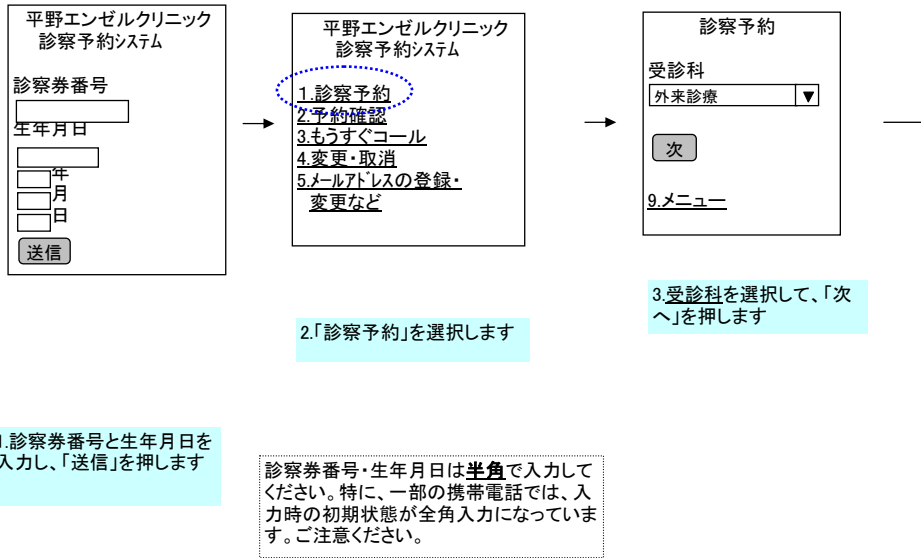 平野エンゼルクリニック
診察予約ｼｽﾃﾑ
診察券番号
生年月日
年
月
日
送信
平野エンゼルクリニック
診察予約ｼｽﾃﾑ
1.診察予約
2.予約確認
3.もうすぐコール
4.変更・取消
5.ﾒｰﾙｱﾄﾞﾚｽの登録・
変更など
診察予約
受診科
外来診療 ▼
次
9.メニュー
3.受診科を選択して、「次
へ」を押します
2.「診察予約」を選択します
1.診察券番号と生年月日を
入力し、「送信」を押します
診察券番号・生年月日は半角で入力して
ください。特に、一部の携帯電話では、入
力時の初期状態が全角入力になっていま
す。ご注意ください。